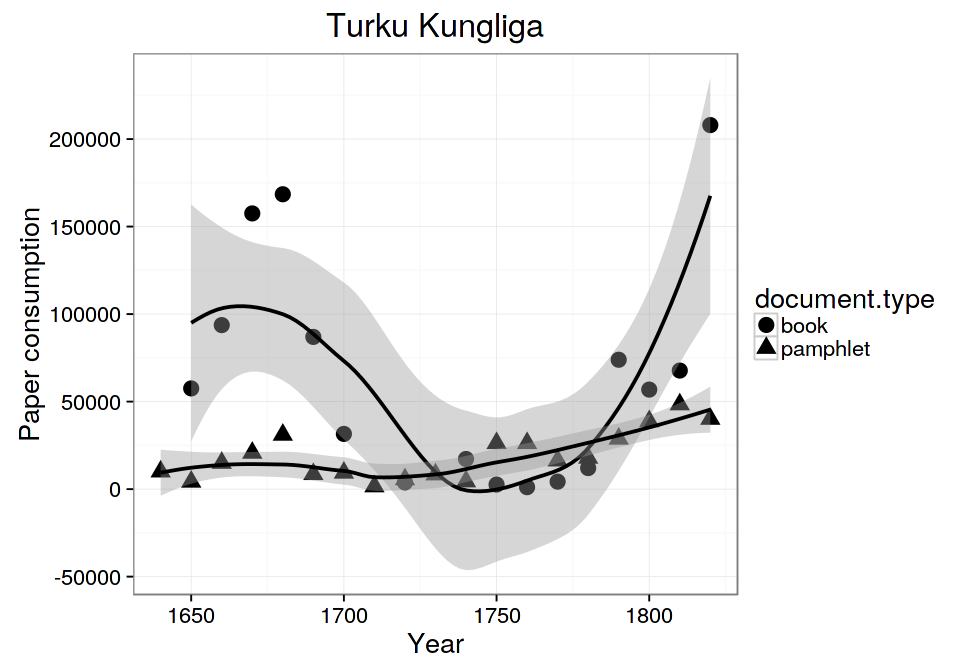 Turku Kungliga
Paper consumption
200000
150000
100000
50000
0
-50000
1650 1700 1750 1800
Year
document.type
book
pamphlet